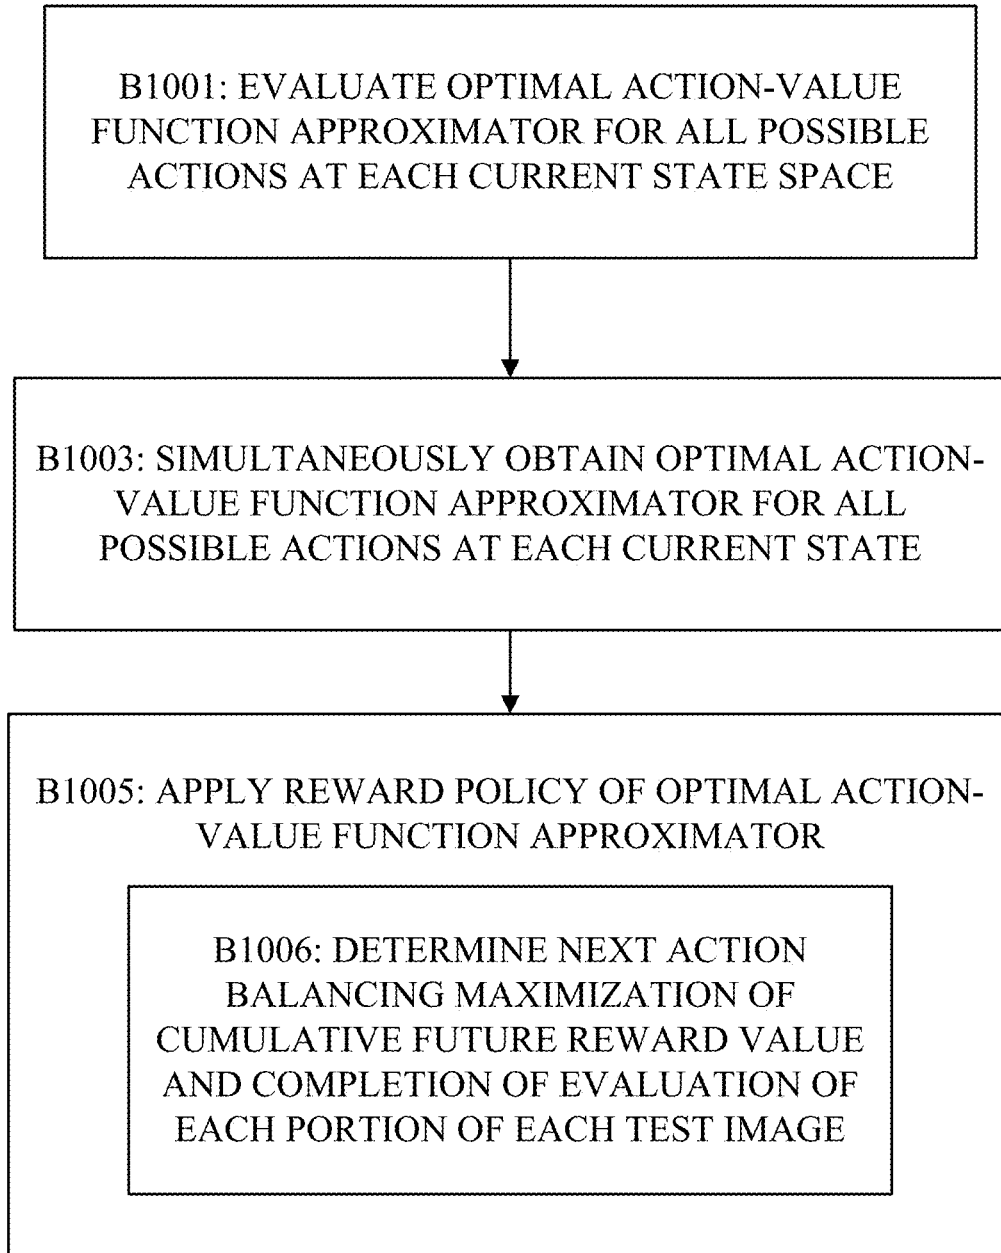 B1001: EVALUATE OPTIMAL ACTION-VALUE
FUNCTION APPROXIMATOR FOR ALL POSSIBLE
ACTIONS AT EACH CURRENT STATE SPACE
B1003: SIMULTANEOUSLY OBTAIN OPTIMAL ACTION-
VALUE FUNCTION APPROXIMATOR FOR ALL
POSSIBLE ACTIONS AT EACH CURRENT STATE
B1005: APPLY REWARD POLICY OF OPTIMAL ACTION-
VALUE FUNCTION APPROXIMATOR
B1006: DETERMINE NEXT ACTION
BALANCING MAXIMIZATION OF
CUMULATIVE FUTURE REWARD VALUE
AND COMPLETION OF EVALUATION OF
EACH PORTION OF EACH TEST IMAGE